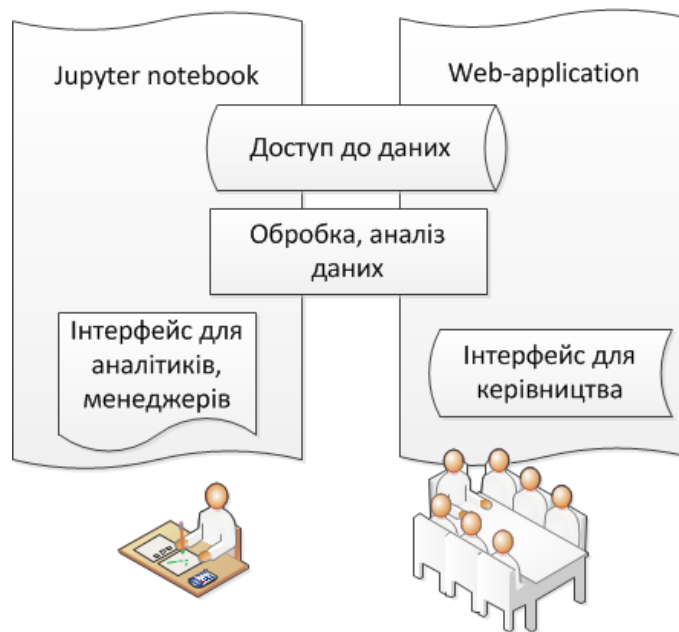 Jupyter notebook
Web-application
Доступ до даних
Обробка, аналіз
даних
Інтерфейс для
аналітиків,
менеджерів
Інтерфейс для
керівництва